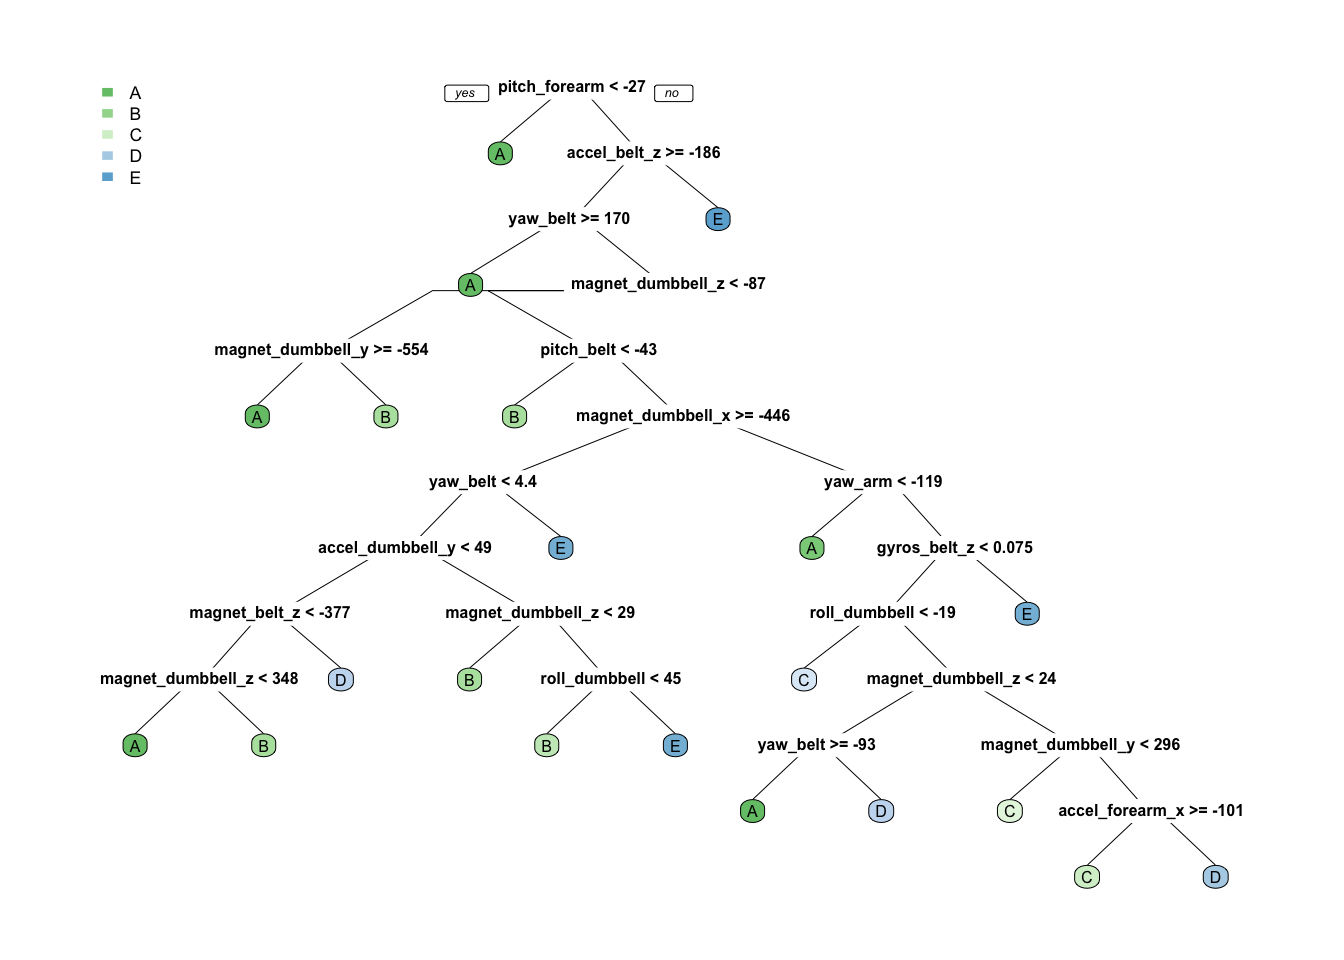 yes pitch_forearm < -27 no
A
B
C
D
E
A accel_belt_z >= -186
yaw_belt >= 170 E
A magnet_dumbbell_z < -87
magnet_dumbbell_y >= -554 pitch_belt < -43
A B B magnet_dumbbell_x >= -446
yaw_belt < 4.4 yaw_arm < -119
accel_dumbbell_y < 49 E A gyros_belt_z < 0.075
magnet_belt_z < -377 magnet_dumbbell_z < 29 roll_dumbbell < -19 E
magnet_dumbbell_z < 348 D B roll_dumbbell < 45 C magnet_dumbbell_z < 24
A B B E yaw_belt >= -93 magnet_dumbbell_y < 296
A D C accel_forearm_x >= -101
C D